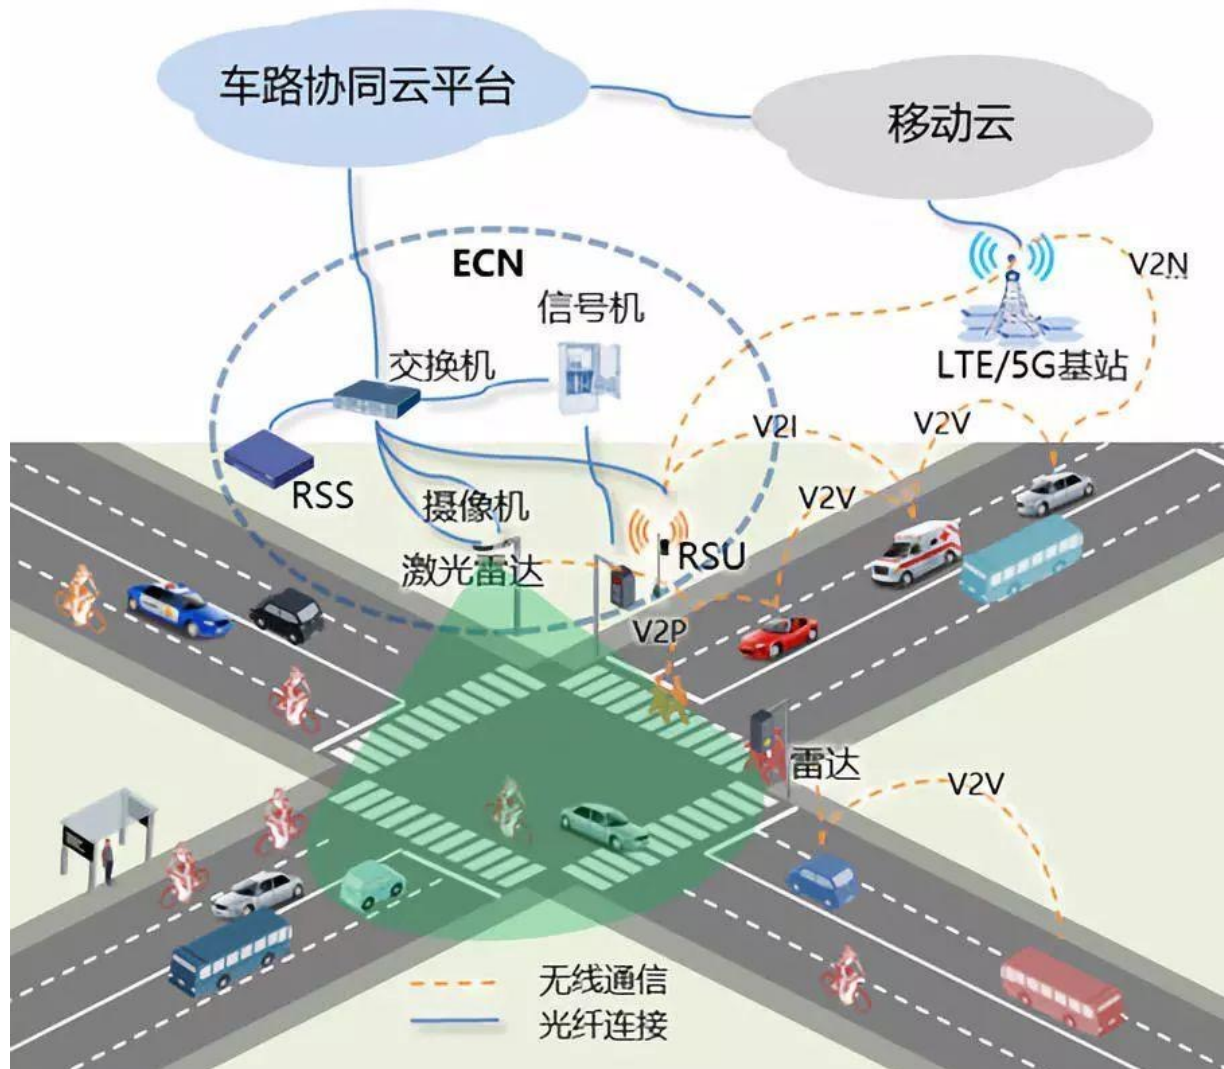 车路协同云平台
移动云
ECN
V2N
信号机
交换机
LTE/5G基站
V2I
V2V
RSS
摄像机
V2V
激光雷达
RSU
V2P
雷达
V2V
无线通信
光纤连接